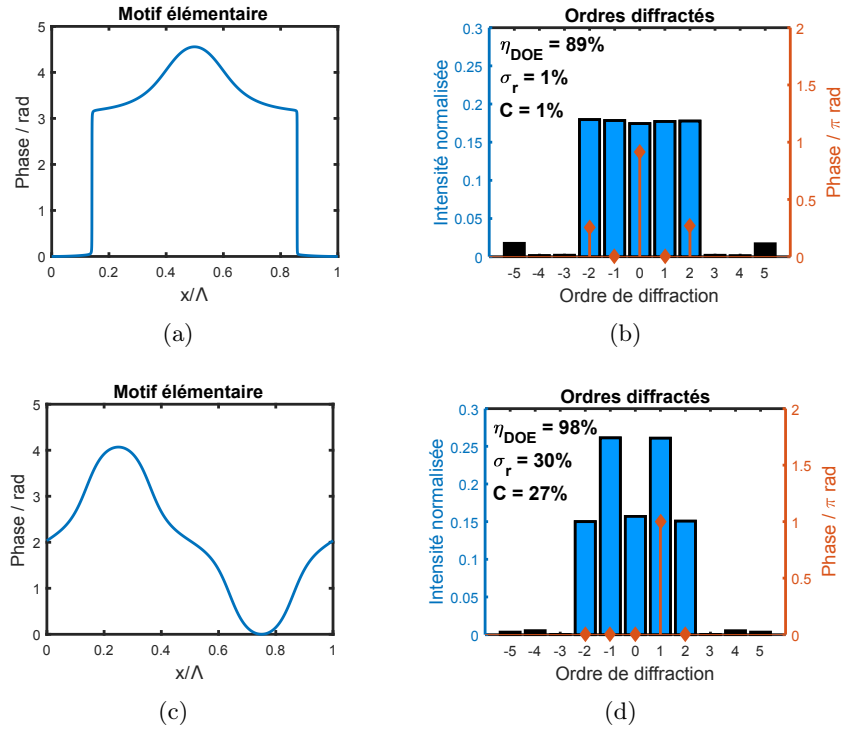 Motif élémentaire
5
4
3
2
1
0
Phase / rad
0 0.2 0.4 0.6 0.8 1
x/Λ
(a)
Ordres diffractés
η_DOE = 89%
σ_r = 1%
C = 1%
0.3
0.25
0.2
0.15
0.1
0.05
0
Intensité normalisée
2
1.5
1
0.5
0
Phase / π rad
-5 -4 -3 -2 -1 0 1 2 3 4 5
Ordre de diffraction
(b)
Motif élémentaire
5
4
3
2
1
0
Phase / rad
0 0.2 0.4 0.6 0.8 1
x/Λ
(c)
Ordres diffractés
η_DOE = 98%
σ_r = 30%
C = 27%
0.3
0.25
0.2
0.15
0.1
0.05
0
Intensité normalisée
2
1.5
1
0.5
0
Phase / π rad
-5 -4 -3 -2 -1 0 1 2 3 4 5
Ordre de diffraction
(d)